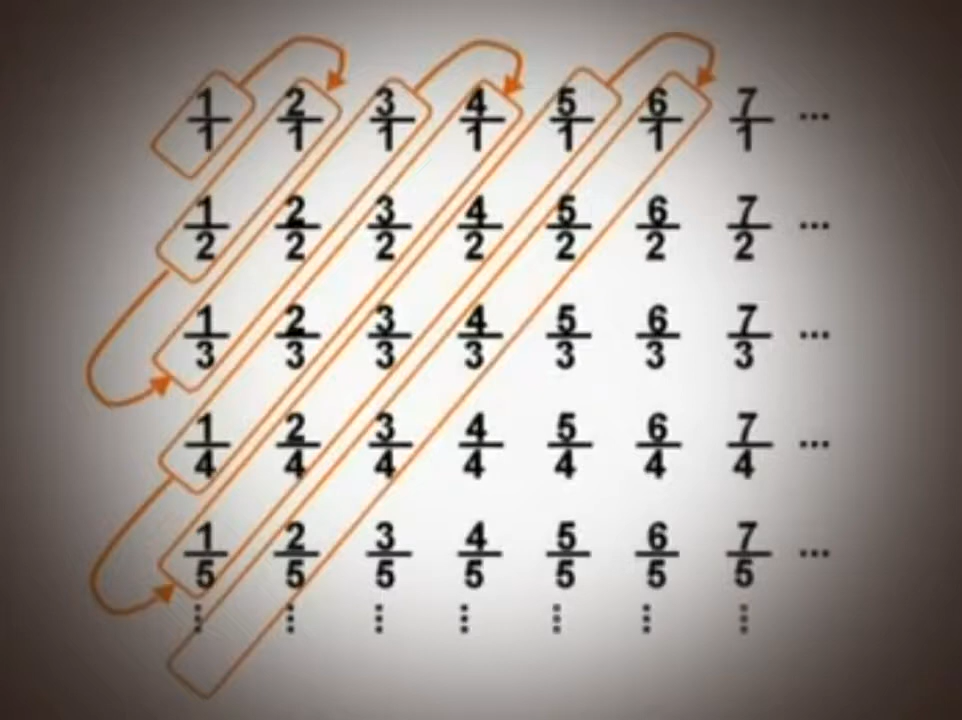 1/1 2/1 3/1 4/1 5/1 6/1 7/1 ...
1/2 2/2 3/2 4/2 5/2 6/2 7/2 ...
1/3 2/3 3/3 4/3 5/3 6/3 7/3 ...
1/4 2/4 3/4 4/4 5/4 6/4 7/4 ...
1/5 2/5 3/5 4/5 5/5 6/5 7/5 ...
⋮ ⋮ ⋮ ⋮ ⋮ ⋮ ⋮